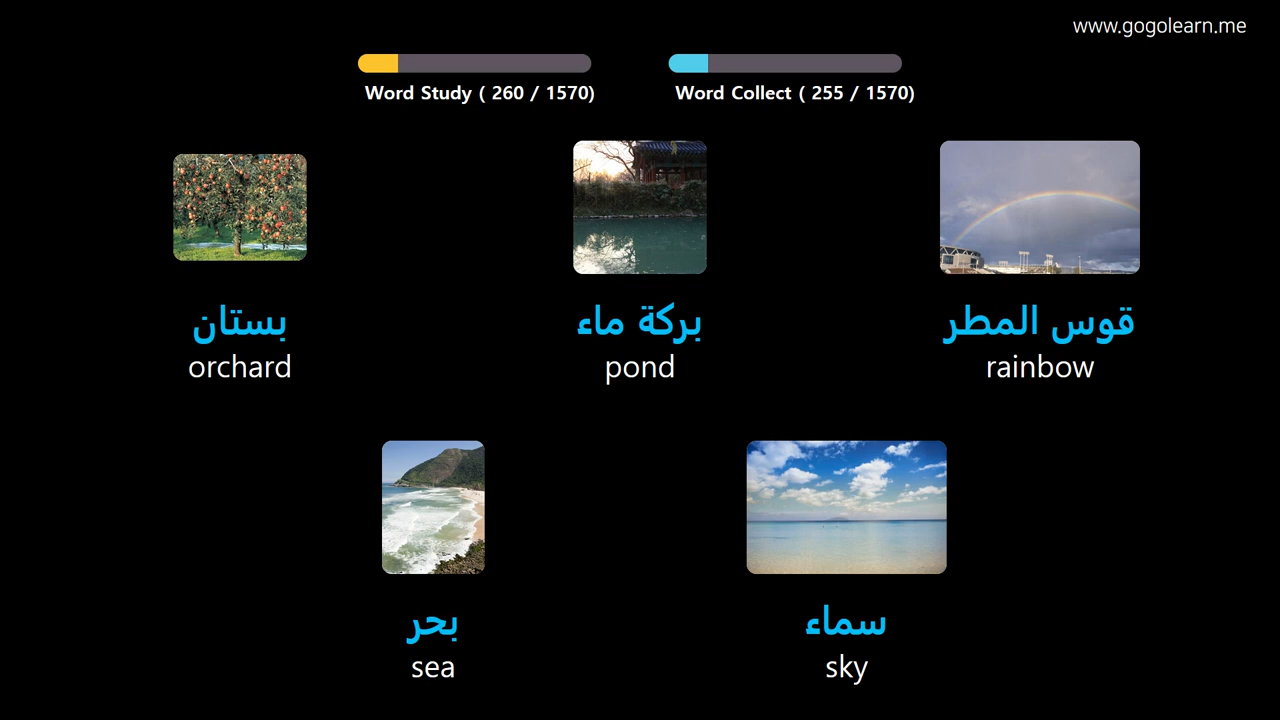 www.gogolearn.me
Word Study ( 260 / 1570)
Word Collect ( 255 / 1570)
بستان
orchard
بركة ماء
pond
قوس المطر
rainbow
بحر
sea
سماء
sky